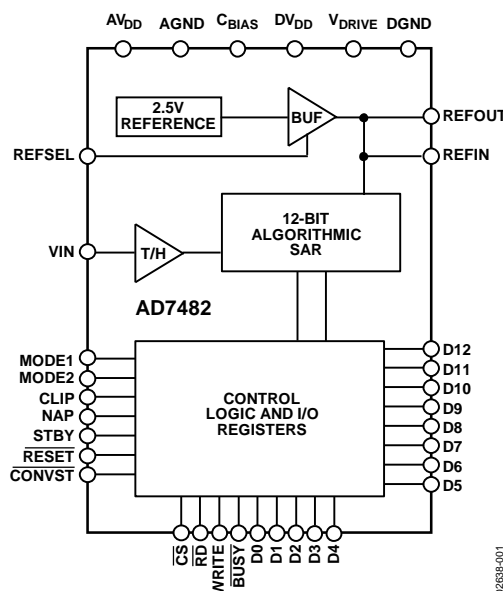 AVDD AGND CBIAS DVDD VDRIVE DGND
2.5V
REFERENCE
BUF
REFOUT
REFSEL
REFIN
12-BIT
ALGORITHMIC
SAR
VIN
T/H
AD7482
MODE1
MODE2
CLIP
NAP
STBY
RESET
CONVST
CONTROL
LOGIC AND I/O
REGISTERS
D12
D11
D10
D9
D8
D7
D6
D5
CS
RD
WRITE
BUSY
D0
D1
D2
D3
D4
02638-001